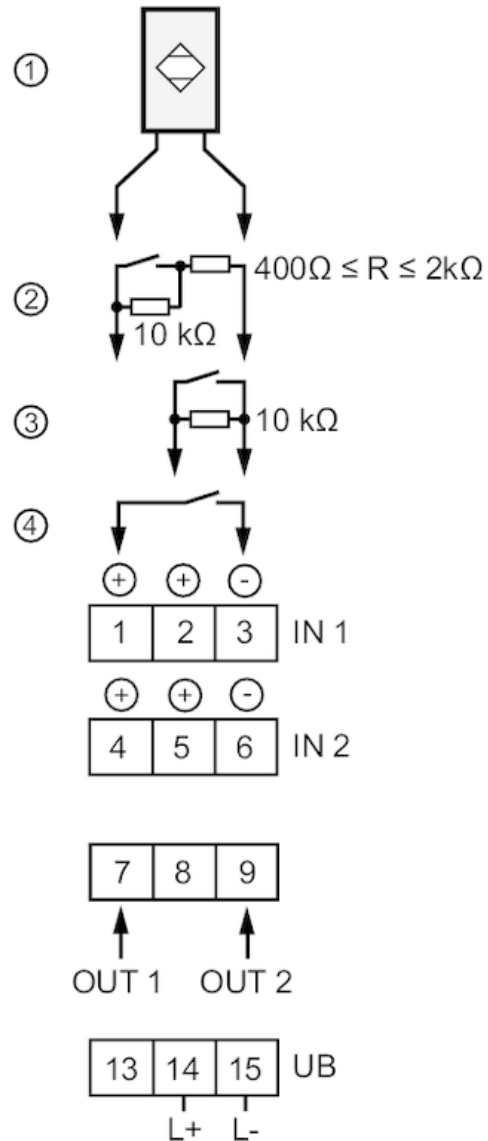 ①
400Ω ≤ R ≤ 2kΩ
②
10 kΩ
③ 10 kΩ
④
+ + -
1 2 3 IN 1
+ + -
4 5 6 IN 2
7 8 9
OUT 1 OUT 2
13 14 15 UB
L+ L-